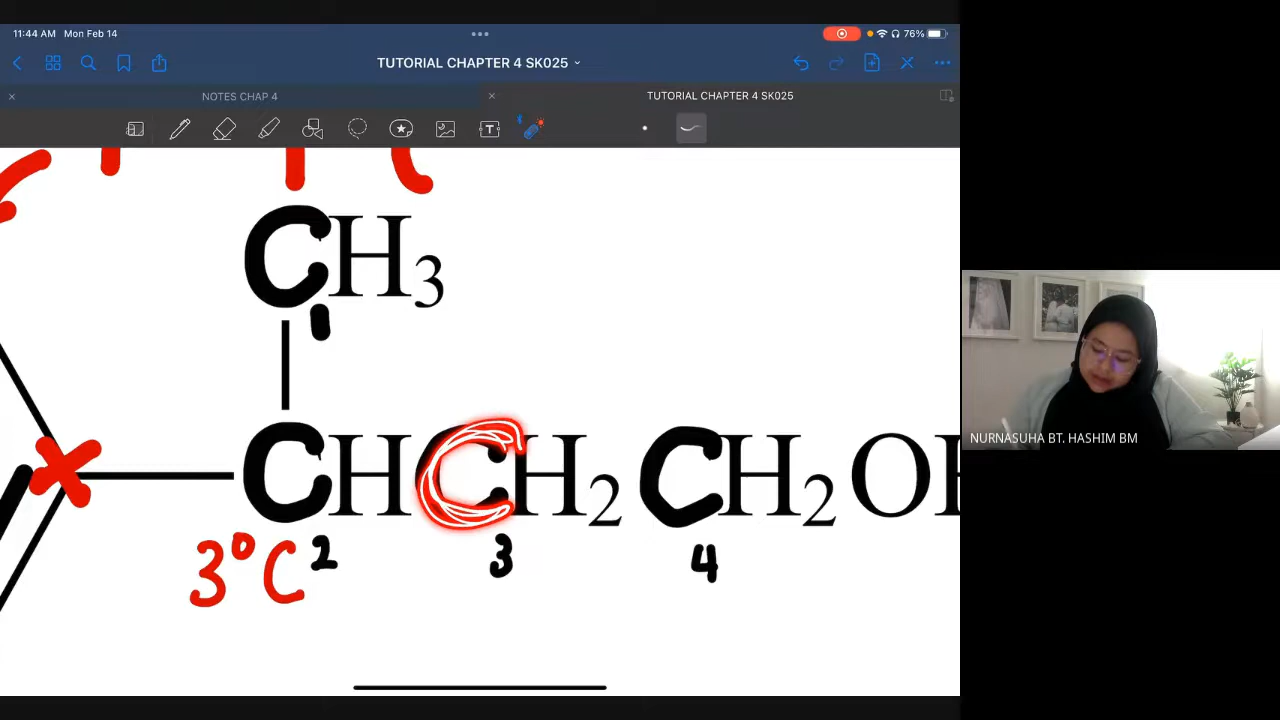 11:44 AM Mon Feb 14
76%
TUTORIAL CHAPTER 4 SK025
NOTES CHAP 4
TUTORIAL CHAPTER 4 SK025
CH3
1
CHCH2CH2OH
3°C 2 3 4
NURNASUHA BT. HASHIM BM